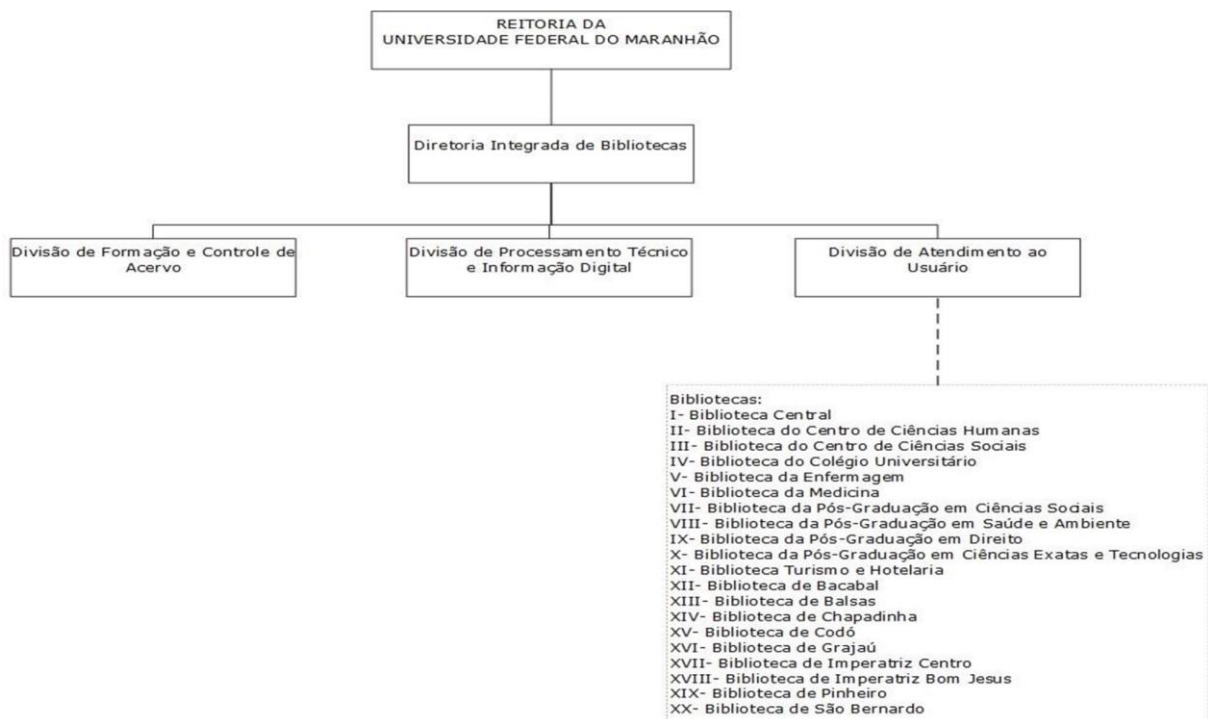 REITORIA DA
UNIVERSIDADE FEDERAL DO MARANHÃO
Diretoria Integrada de Bibliotecas
Divisão de Formação e Controle de
Acervo
Divisão de Processamento Técnico
e Informação Digital
Divisão de Atendimento ao
Usuário
Bibliotecas:
I- Biblioteca Central
II- Biblioteca do Centro de Ciências Humanas
III- Biblioteca do Centro de Ciências Sociais
IV- Biblioteca do Colégio Universitário
V- Biblioteca da Enfermagem
VI- Biblioteca da Medicina
VII- Biblioteca da Pós-Graduação em Ciências Sociais
VIII- Biblioteca da Pós-Graduação em Saúde e Ambiente
IX- Biblioteca da Pós-Graduação em Direito
X- Biblioteca da Pós-Graduação em Ciências Exatas e Tecnologias
XI- Biblioteca Turismo e Hotelaria
XII- Biblioteca de Bacabal
XIII- Biblioteca de Balsas
XIV- Biblioteca de Chapadinha
XV- Biblioteca de Codó
XVI- Biblioteca de Grajaú
XVII- Biblioteca de Imperatriz Centro
XVIII- Biblioteca de Imperatriz Bom Jesus
XIX- Biblioteca de Pinheiro
XX- Biblioteca de São Bernardo